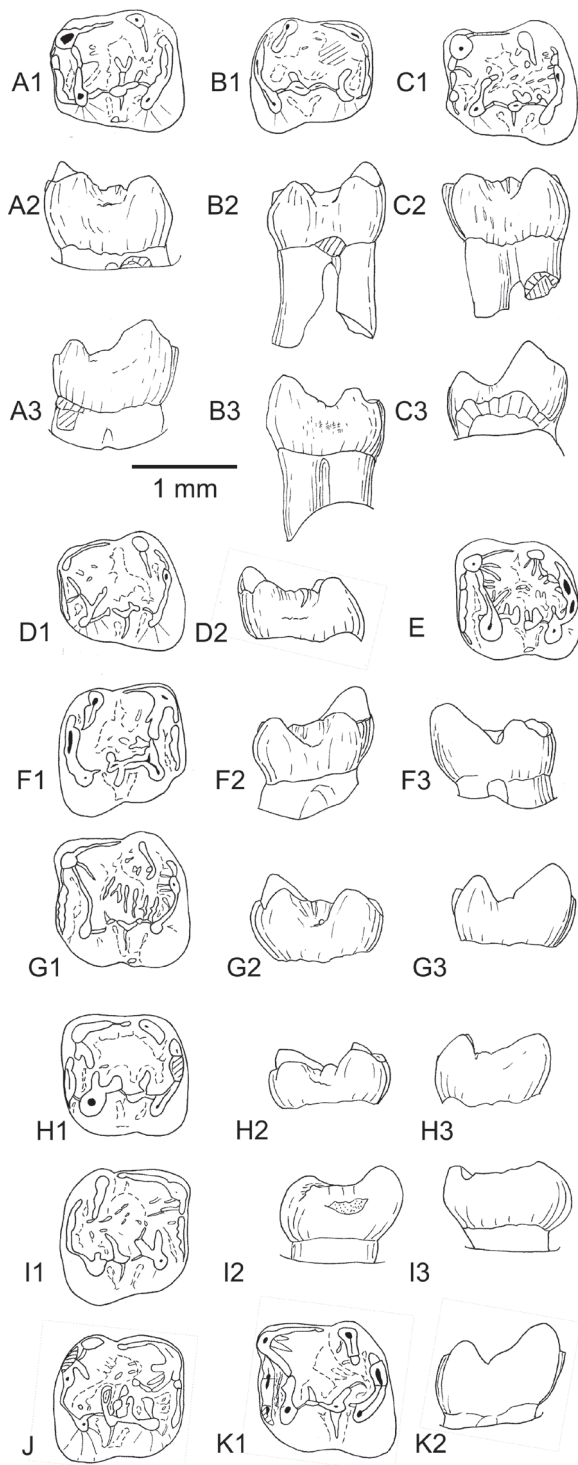 A1 B1 C1
A2 B2 C2
A3 B3 C3
1 mm
D1 D2 E
F1 F2 F3
G1 G2 G3
H1 H2 H3
I1 I2 I3
J K1 K2